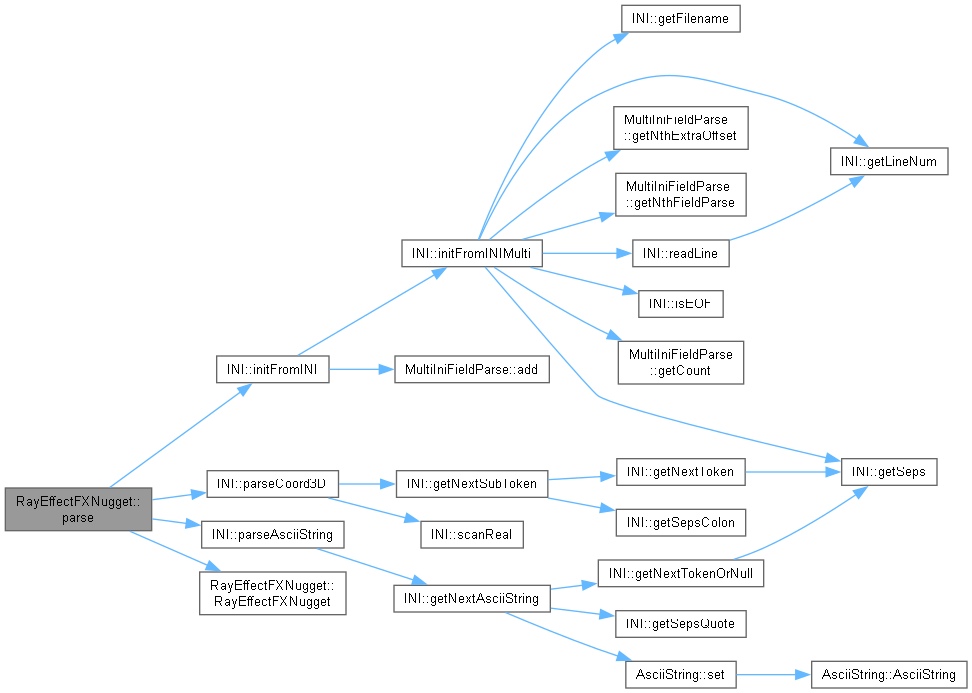 INI::getFilename
MultiIniFieldParse
::getNthExtraOffset
INI::getLineNum
MultiIniFieldParse
::getNthFieldParse
INI::initFromINIMulti
INI::readLine
INI::isEOF
MultiIniFieldParse
::getCount
INI::initFromINI
MultiIniFieldParse::add
INI::getNextToken
INI::getSeps
INI::parseCoord3D
INI::getNextSubToken
RayEffectFXNugget::
parse
INI::getSepsColon
INI::parseAsciiString
INI::scanReal
INI::getNextTokenOrNull
RayEffectFXNugget::
RayEffectFXNugget
INI::getNextAsciiString
INI::getSepsQuote
AsciiString::set
AsciiString::AsciiString